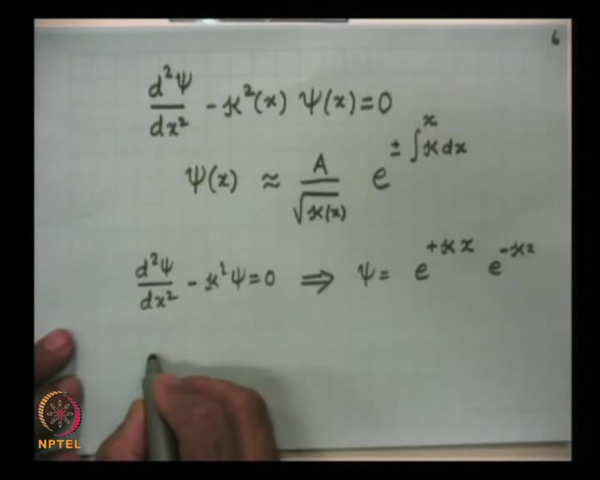 6
d²Ψ/dx² - κ²(x) Ψ(x) = 0
Ψ(x) ≈ A/√κ(x) e^{± ∫^x κ dx}
d²Ψ/dx² - κ²Ψ = 0 ⟹ Ψ = e^{+κx} e^{-κx}
NPTEL